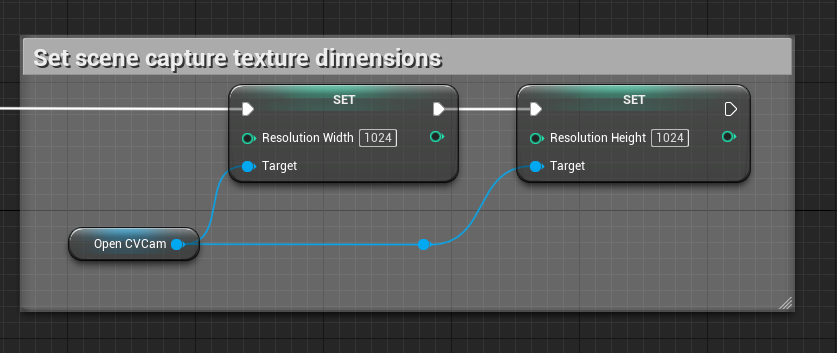 Set scene capture texture dimensions
SET
Resolution Width 1024
Target
SET
Resolution Height 1024
Target
Open CVCam